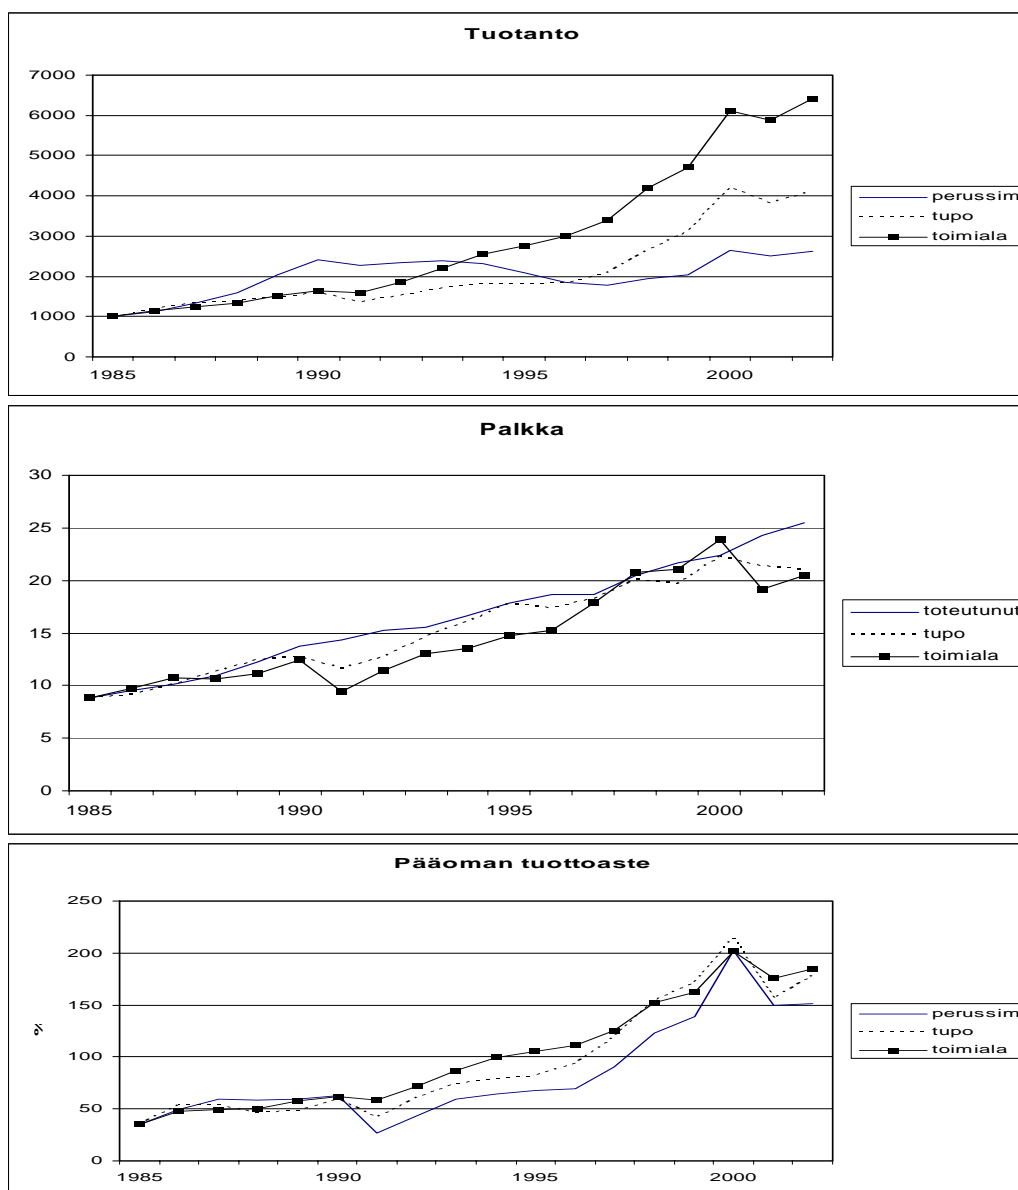 Tuotanto
7000
6000
5000
4000
3000
2000
1000
0
1985
1990
1995
2000
perussim
tupo
toimiala
Palkka
30
25
20
15
10
5
0
1985
1990
1995
2000
toteutunut
tupo
toimiala
Pääoman tuottoaste
250
200
150
100
50
0
%
1985
1990
1995
2000
perussim
tupo
toimiala